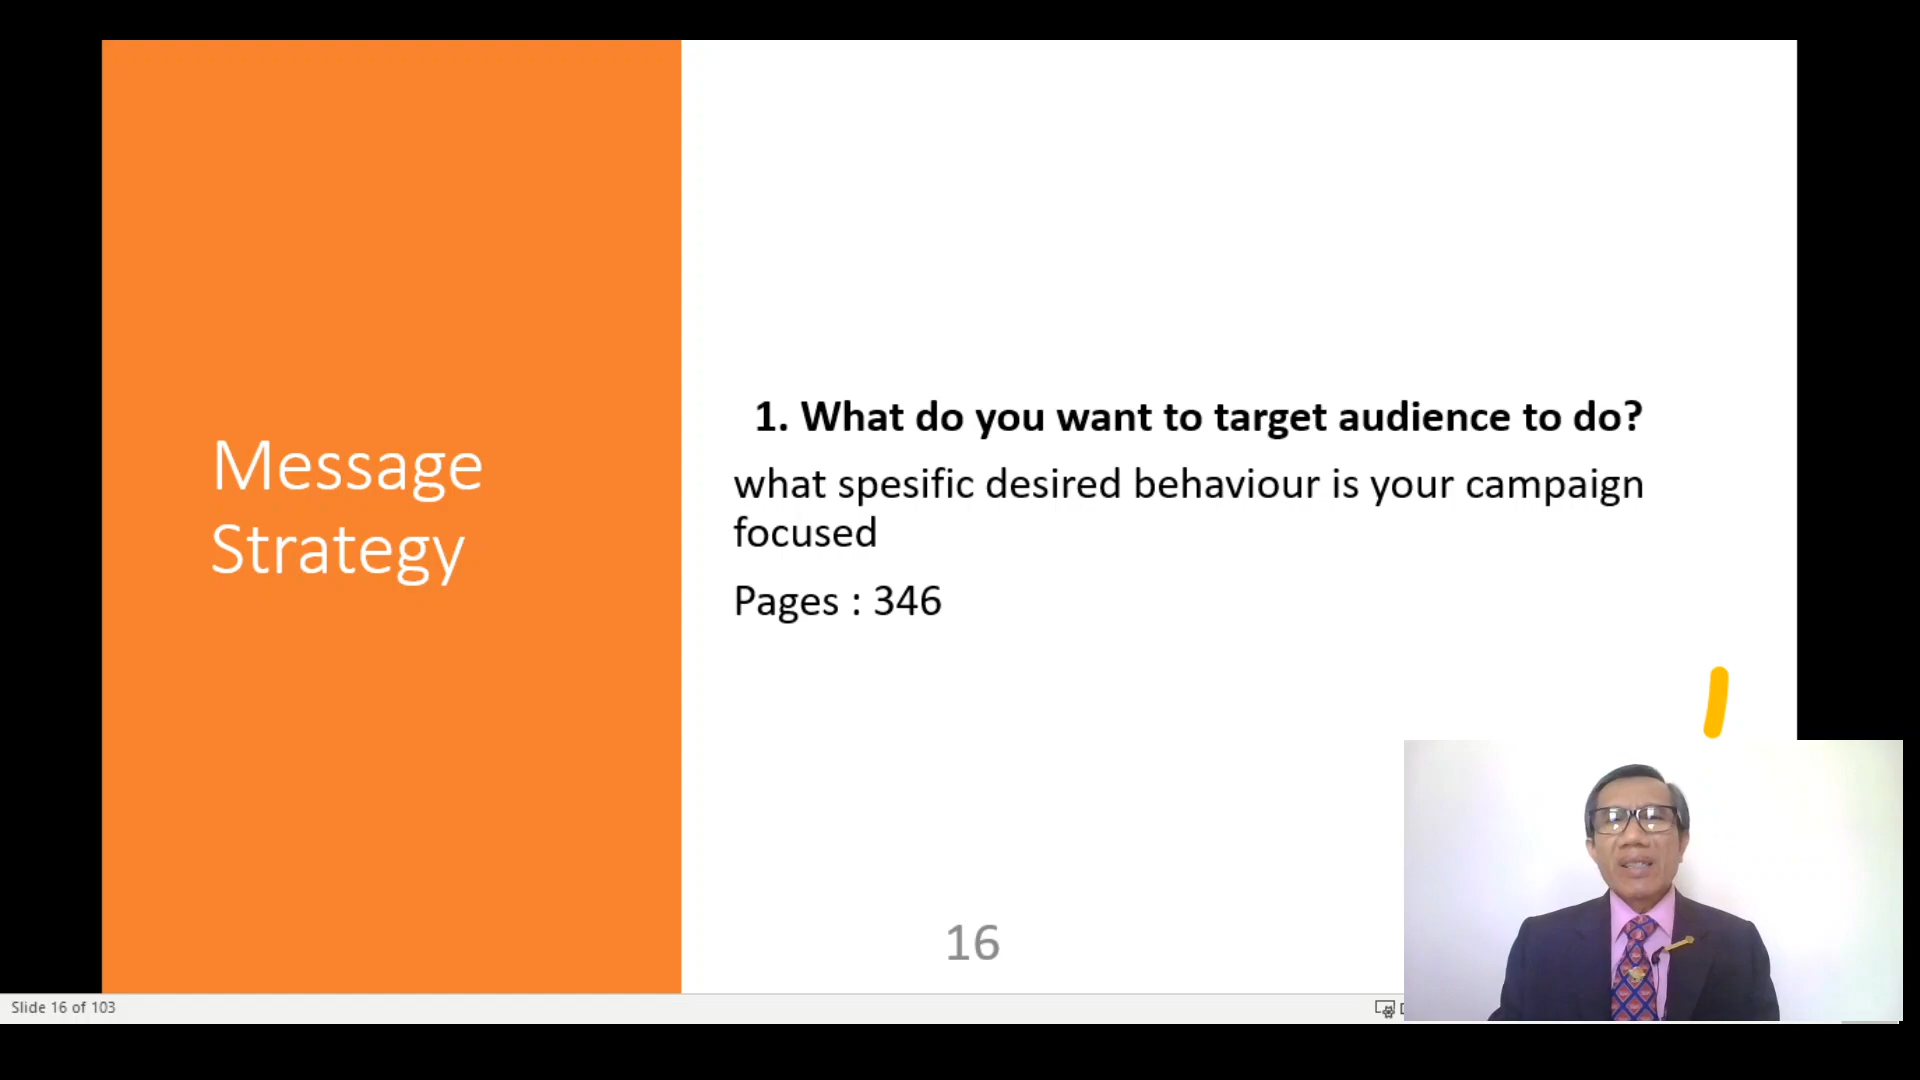 Message
Strategy
1. What do you want to target audience to do?
what spesific desired behaviour is your campaign
focused
Pages : 346
16
Slide 16 of 103